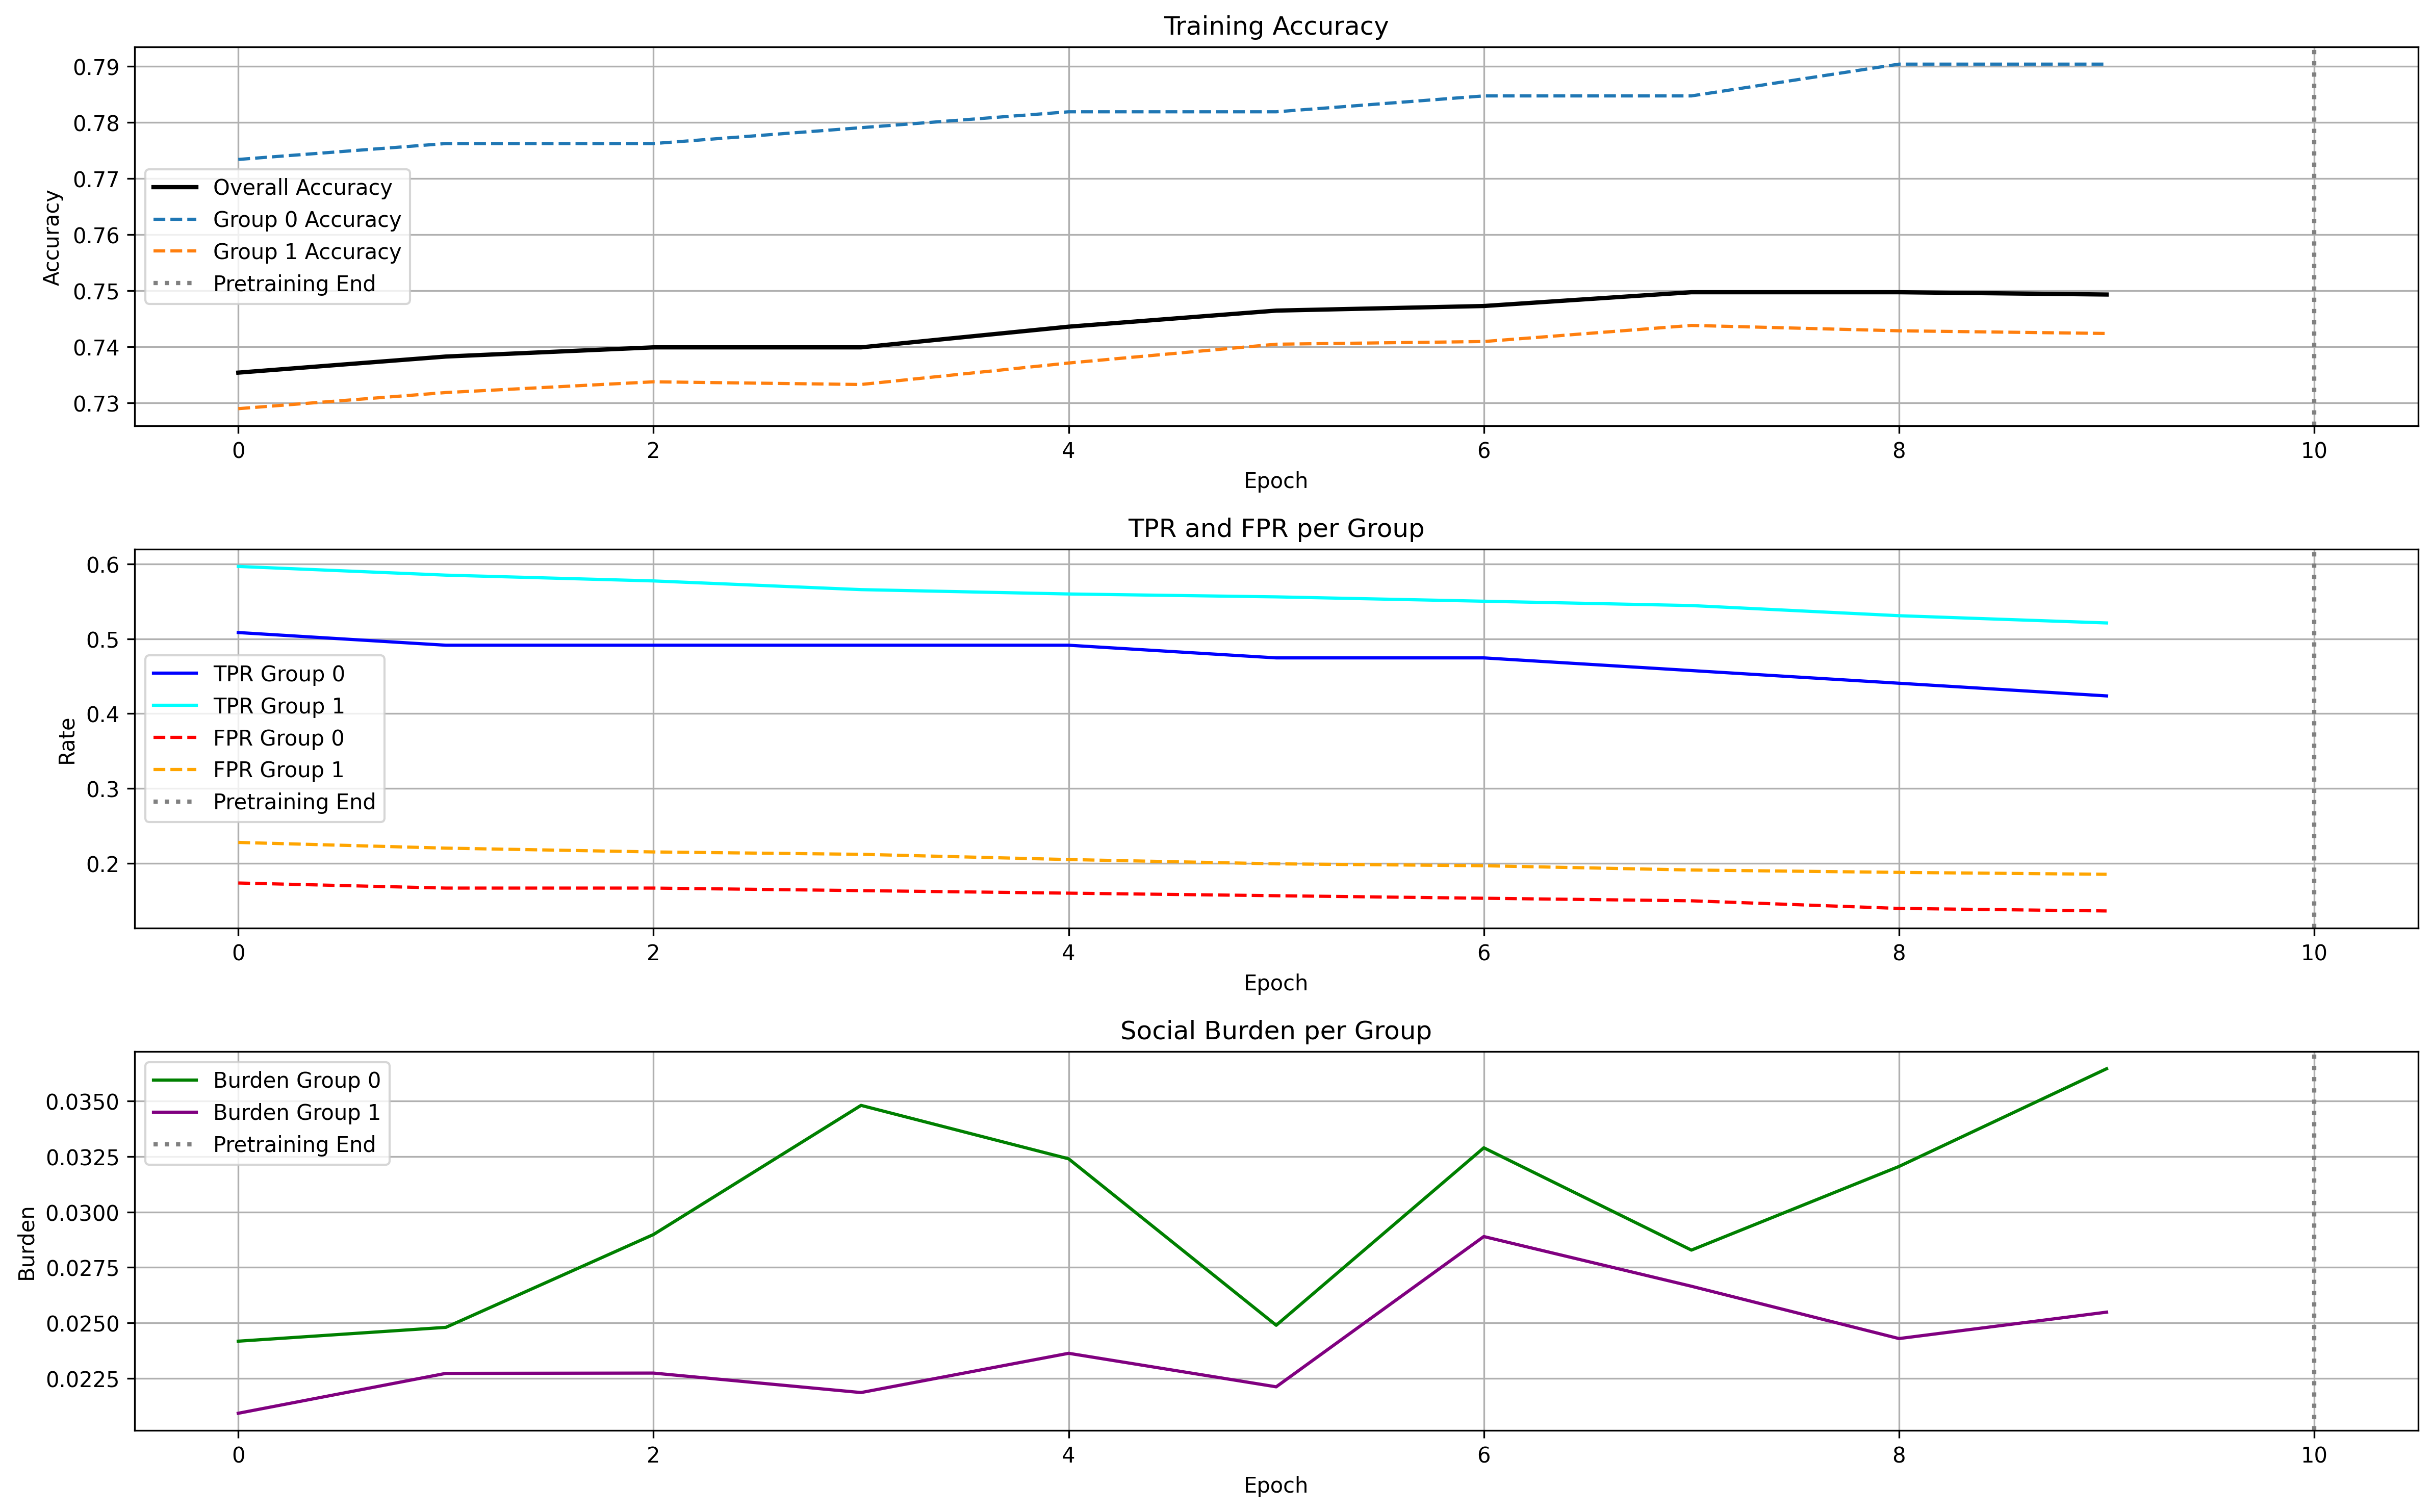 Training Accuracy
0.79
0.78
0.77
0.76
0.75
0.74
0.73
Accuracy
Overall Accuracy
Group 0 Accuracy
Group 1 Accuracy
Pretraining End
0 2 4 6 8 10
Epoch
TPR and FPR per Group
0.6
0.5
0.4
0.3
0.2
Rate
TPR Group 0
TPR Group 1
FPR Group 0
FPR Group 1
Pretraining End
0 2 4 6 8 10
Epoch
Social Burden per Group
0.0350
0.0325
0.0300
0.0275
0.0250
0.0225
Burden
Burden Group 0
Burden Group 1
Pretraining End
0 2 4 6 8 10
Epoch